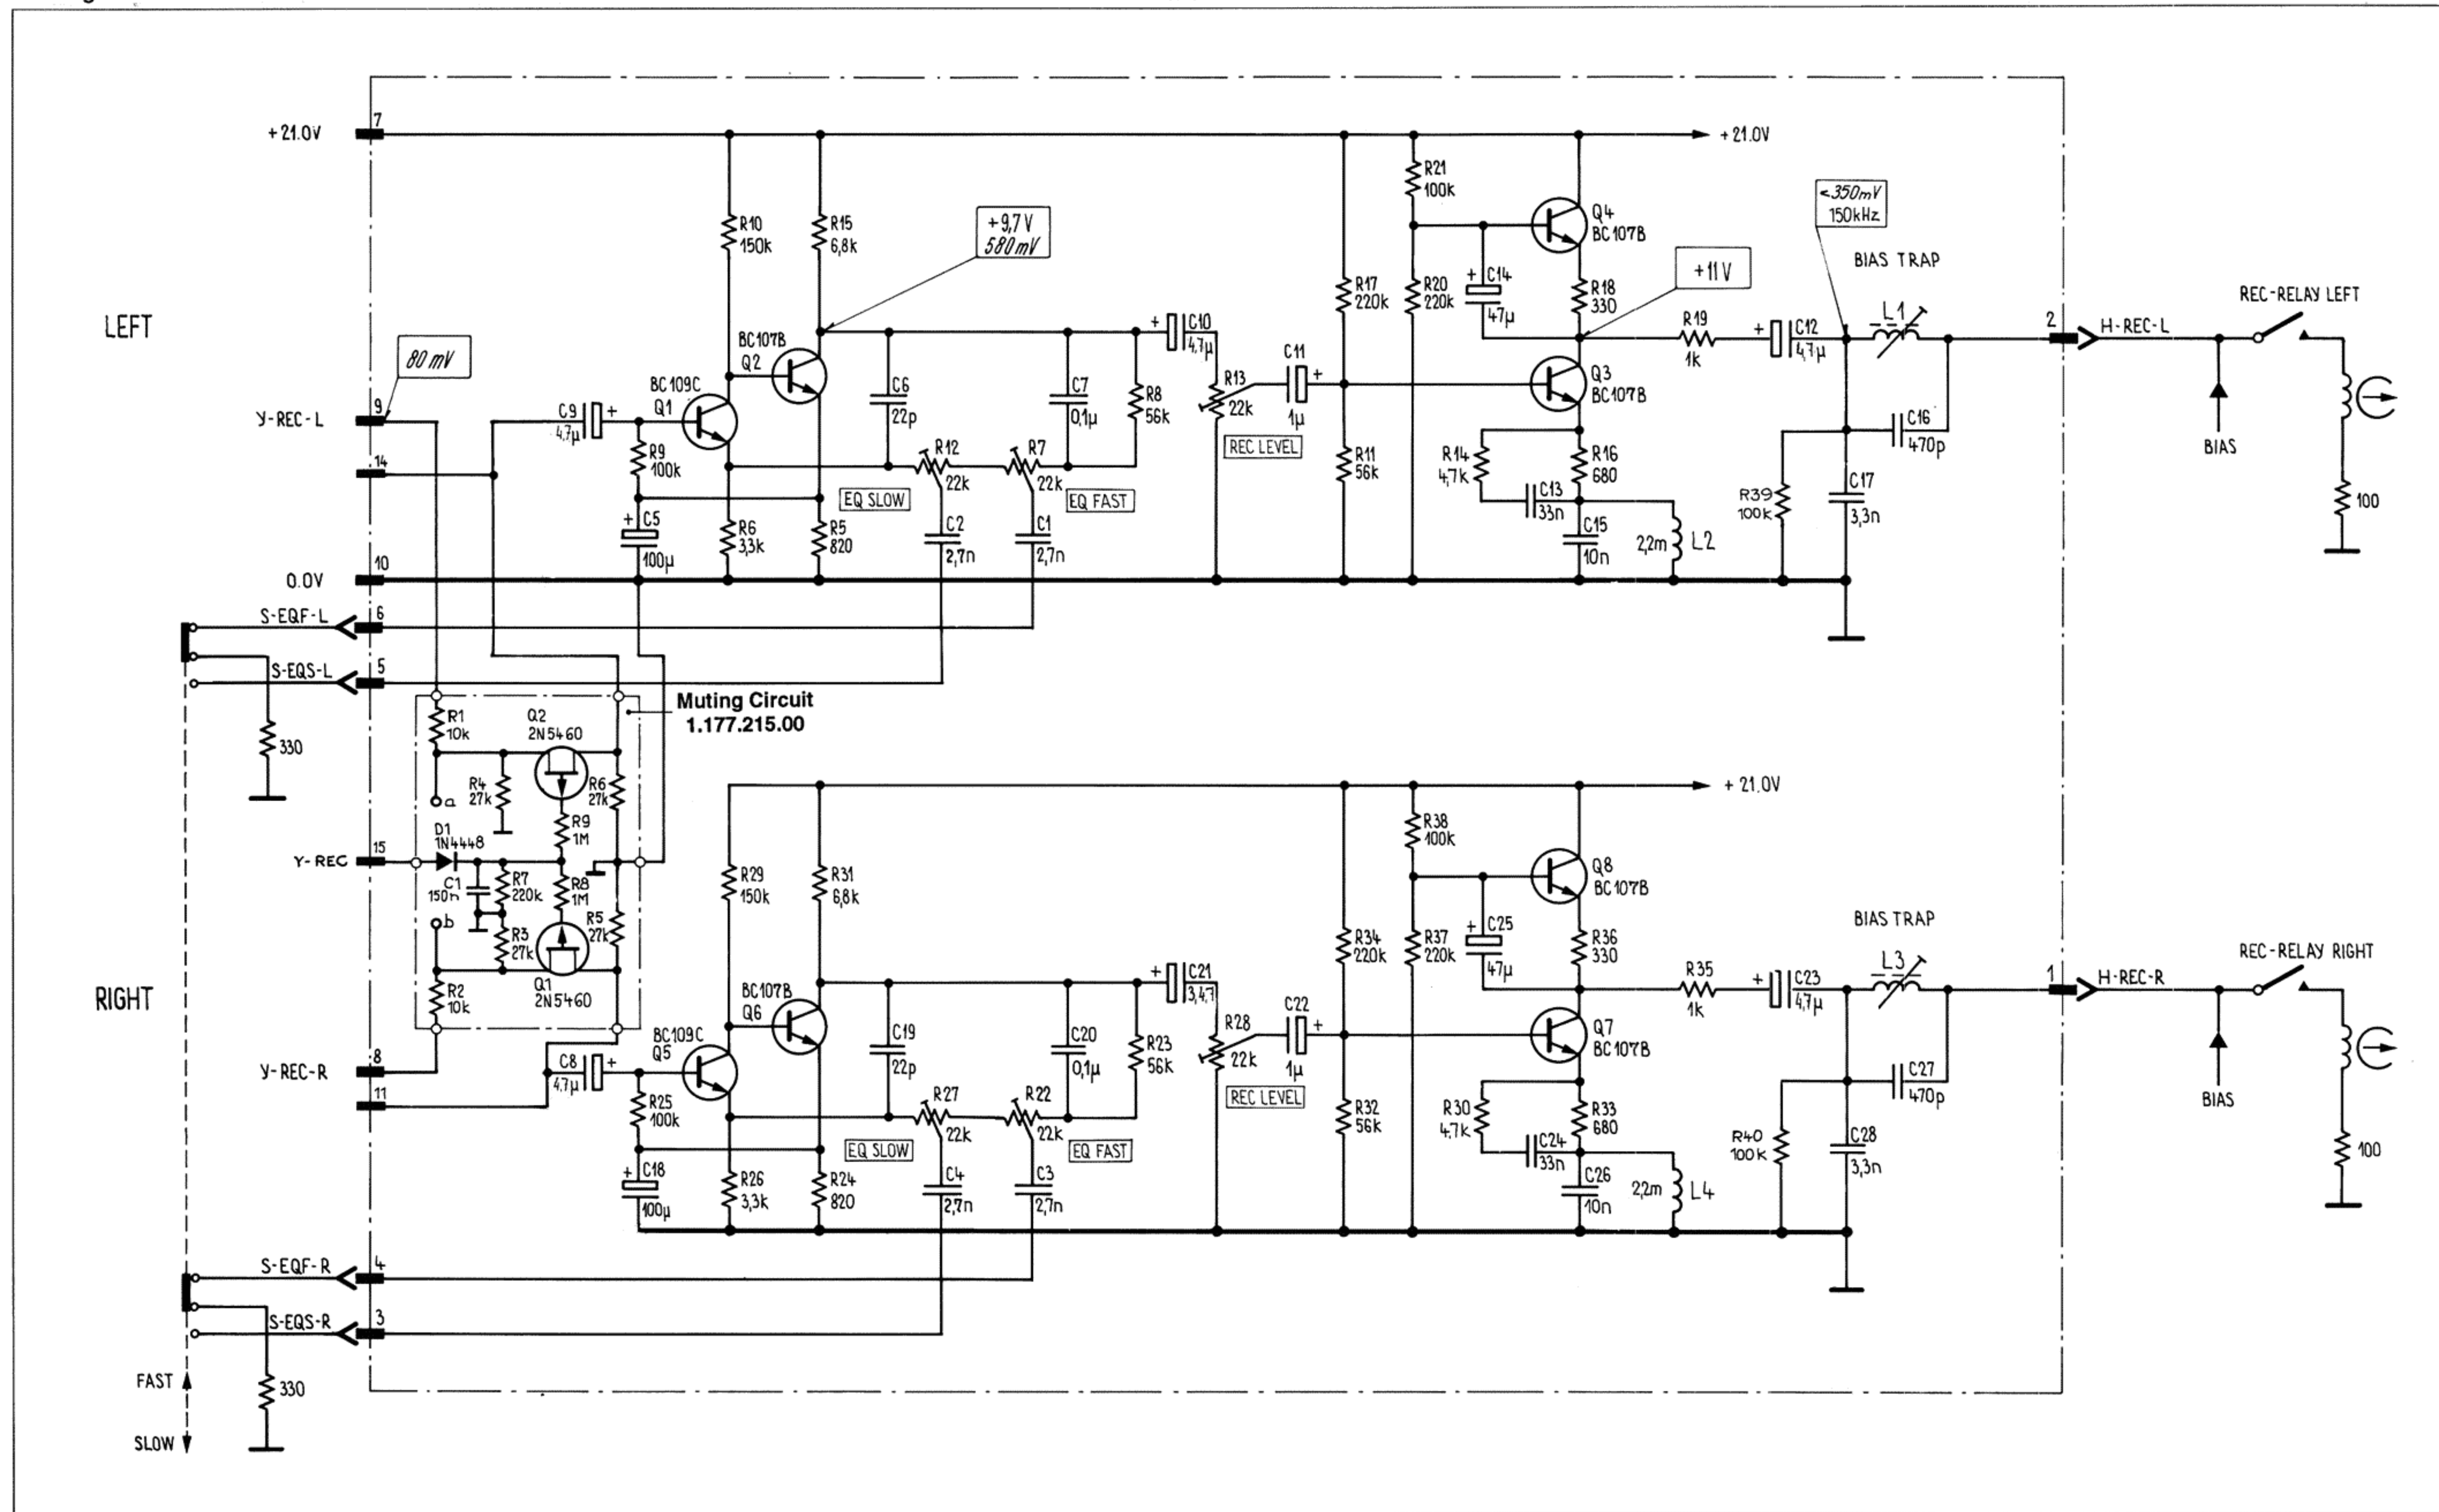 +21.0V
7
+21.0V
R10
150k
R15
6,8k
+9,7V
580mV
R21
100k
Q4
BC107B
<350mV
150kHz
BIAS TRAP
REC-RELAY LEFT
LEFT
80 mV
Y-REC-L
9
14
C9
4,7µ
+
BC109C
Q1
BC107B
Q2
R9
100k
C6
22p
C7
0,1µ
R8
56k
+
C10
4,7µ
R13
22k
REC LEVEL
C11
+
1µ
R17
220k
R20
220k
+
C14
47µ
R18
330
+11V
R19
1k
+
C12
4,7µ
L1
2
H-REC-L
BIAS
Q3
BC107B
R12
22k
R7
22k
EQ SLOW
EQ FAST
R11
56k
R14
4,7k
R16
680
C16
470p
C17
3,3n
R39
100k
100
+
C5
100µ
R6
3,3k
R5
820
C2
2,7n
C1
2,7n
C13
33n
C15
10n
2,2m
L2
0.0V
10
S-EQF-L
6
S-EQS-L
5
330
Muting Circuit
1.177.215.00
R1
10k
Q2
2N5460
R4
27k
R6
27k
a
R9
1M
D1
1N4448
Y-REC
15
C1
150n
R7
220k
R8
1M
b
R3
27k
R5
27k
R2
10k
Q1
2N5460
RIGHT
Y-REC-R
8
11
+21.0V
R29
150k
R31
6,8k
R38
100k
Q8
BC107B
BIAS TRAP
REC-RELAY RIGHT
C8
4,7µ
+
BC109C
Q5
BC107B
Q6
R25
100k
C19
22p
C20
0,1µ
R23
56k
+
C21
3,4,7
R28
22k
REC LEVEL
C22
+
1µ
R34
220k
R37
220k
+
C25
47µ
R36
330
R35
1k
+
C23
4,7µ
L3
1
H-REC-R
BIAS
Q7
BC107B
R27
22k
R22
22k
EQ SLOW
EQ FAST
R32
56k
R30
4,7k
R33
680
C27
470p
C28
3,3n
R40
100k
100
+
C18
100µ
R26
3,3k
R24
820
C4
2,7n
C3
2,7n
C24
33n
C26
10n
2,2m
L4
S-EQF-R
4
S-EQS-R
3
FAST
330
SLOW